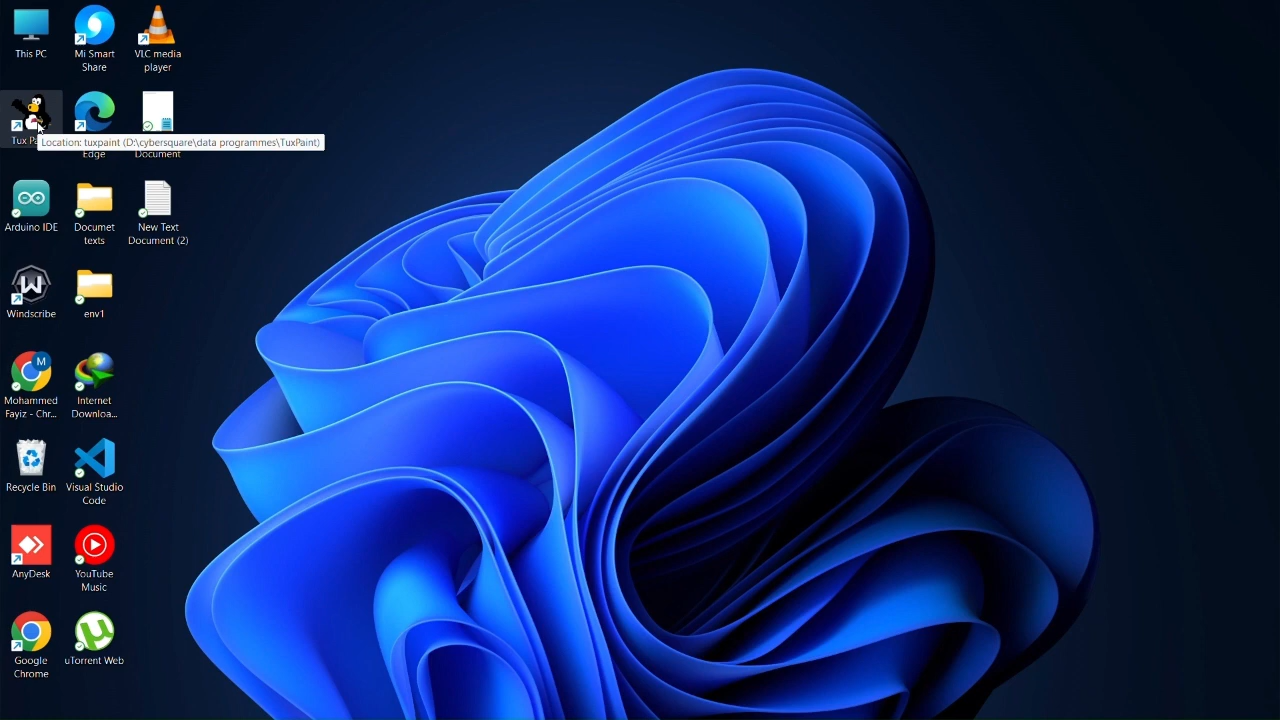 This PC
Mi Smart
Share
VLC media
player
Tux Pa
Location: tuxpaint (D:\cybersquare\data programmes\TuxPaint)
Edge
Document
Arduino IDE
Documet
texts
New Text
Document (2)
Windscribe
env1
M
Mohammed
Fayiz - Chr...
Internet
Downloa...
Recycle Bin
Visual Studio
Code
AnyDesk
YouTube
Music
Google
Chrome
uTorrent Web